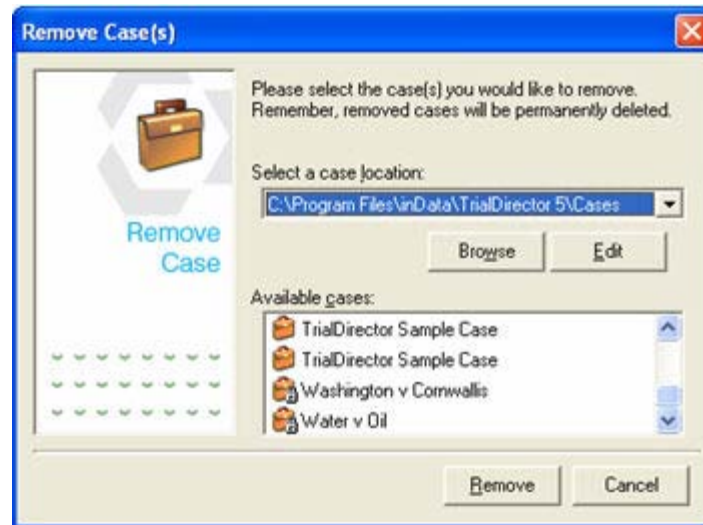 Remove Case(s)
Please select the case(s) you would like to remove.
Remember, removed cases will be permanently deleted.
Select a case location:
C:\Program Files\inData\TrialDirector 5\Cases
Remove
Case
Browse
Edit
Available cases:
TrialDirector Sample Case
TrialDirector Sample Case
Washington v Cornwallis
Water v Oil
Remove
Cancel